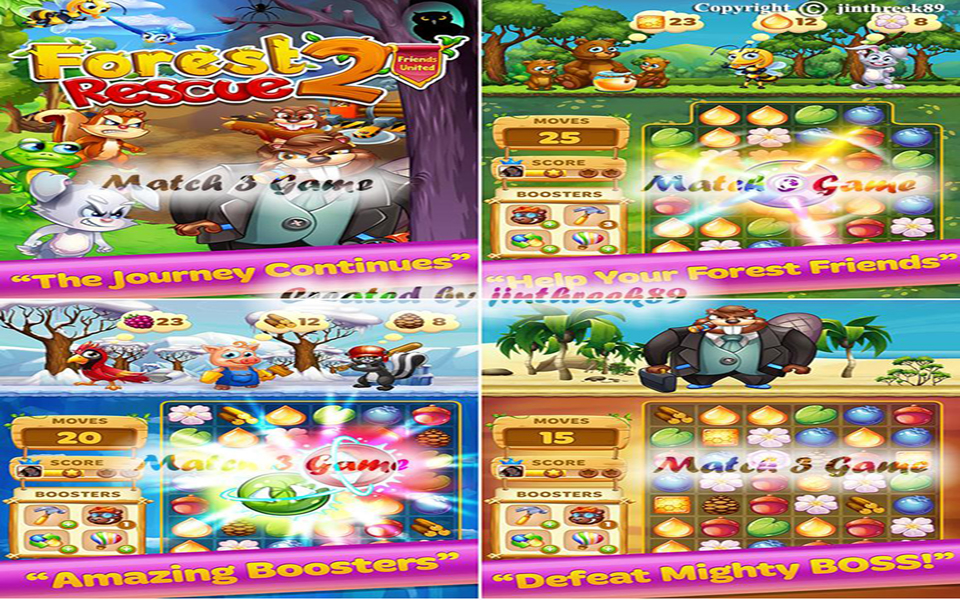 Copyright © jinthreek89
Forest
Rescue 2
Friends
United
Match 3 Game
"The Journey Continues"
23
12
8
MOVES
25
SCORE
BOOSTERS
Match 3 Game
"Help Your Forest Friends"
Created by jinthreek89
23
12
8
MOVES
20
SCORE
BOOSTERS
1
Match 3 Game
"Amazing Boosters"
MOVES
15
SCORE
BOOSTERS
1
Match 3 Game
"Defeat Mighty BOSS!"